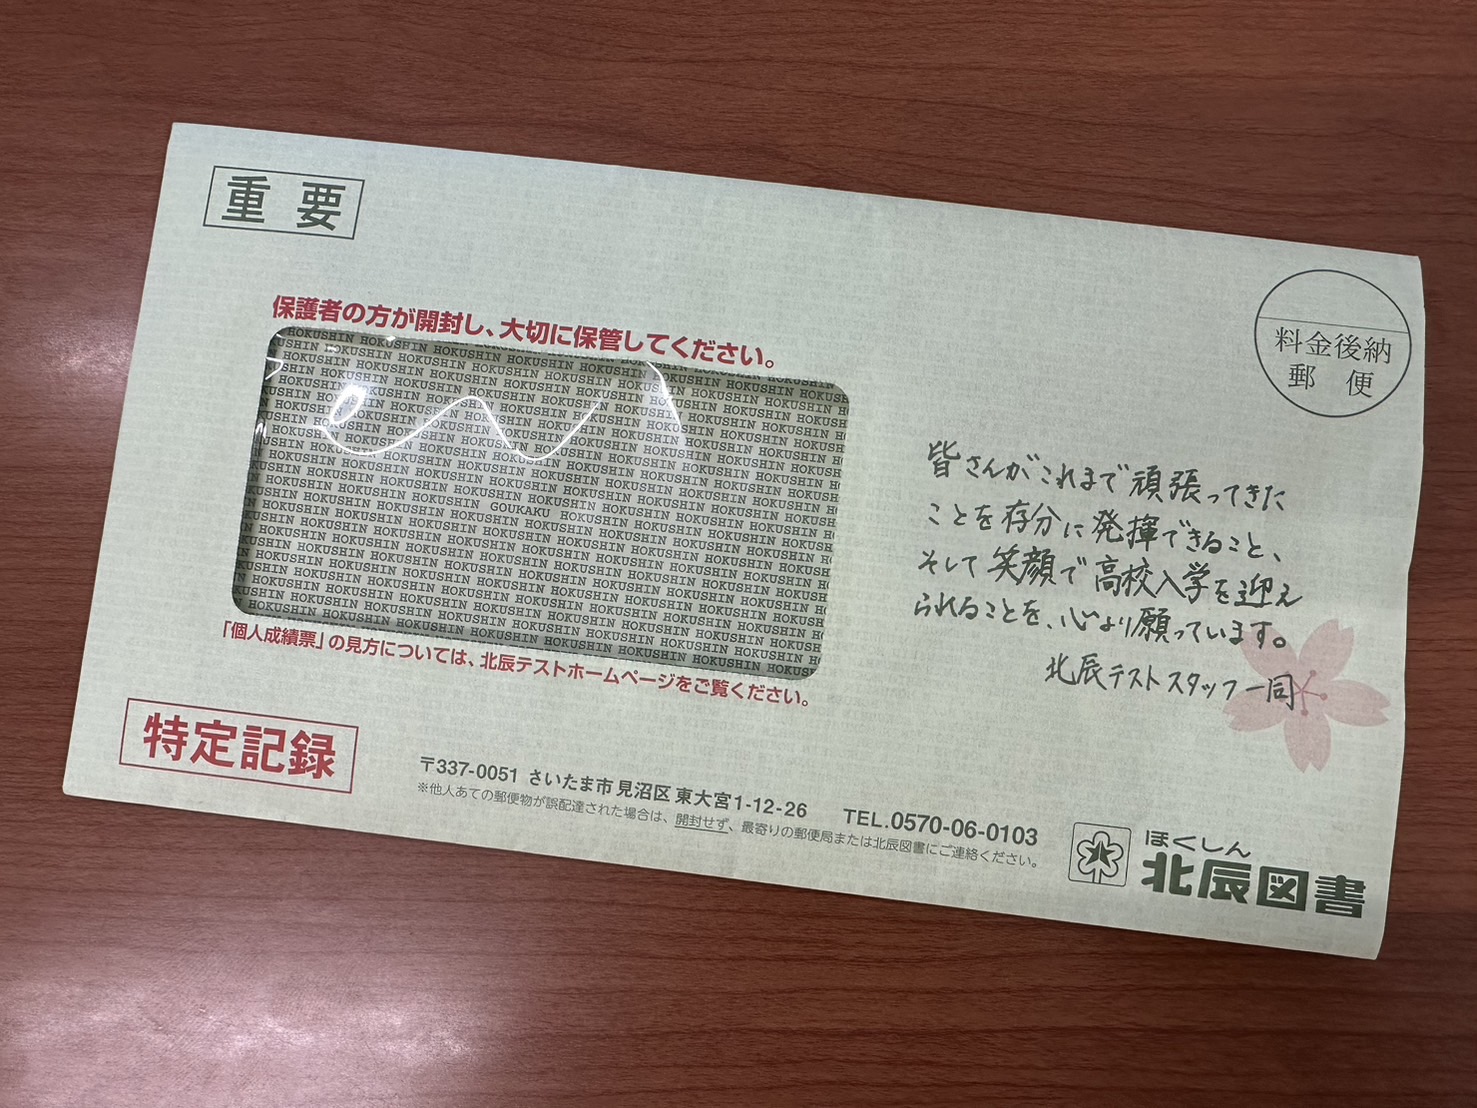 重要
保護者の方が開封し、大切に保管してください。
HOKUSHIN HOKUSHIN HOKUSHIN HOKUSHIN
HOKUSHIN GOUKAKU HOKUSHIN
「個人成績票」の見方については、北辰テストホームページをご覧ください。
特定記録
料金後納
郵便
皆さんがこれまで頑張ってきた
ことを存分に発揮できること、
そして笑顔で高校入学を迎え
られることを、心より願っています。
北辰テストスタッフ一同
〒337-0051 さいたま市見沼区東大宮1-12-26 TEL.0570-06-0103
※他人あての郵便物が誤配達された場合は、開封せず、最寄りの郵便局または北辰図書にご連絡ください。
ほくしん
北辰図書